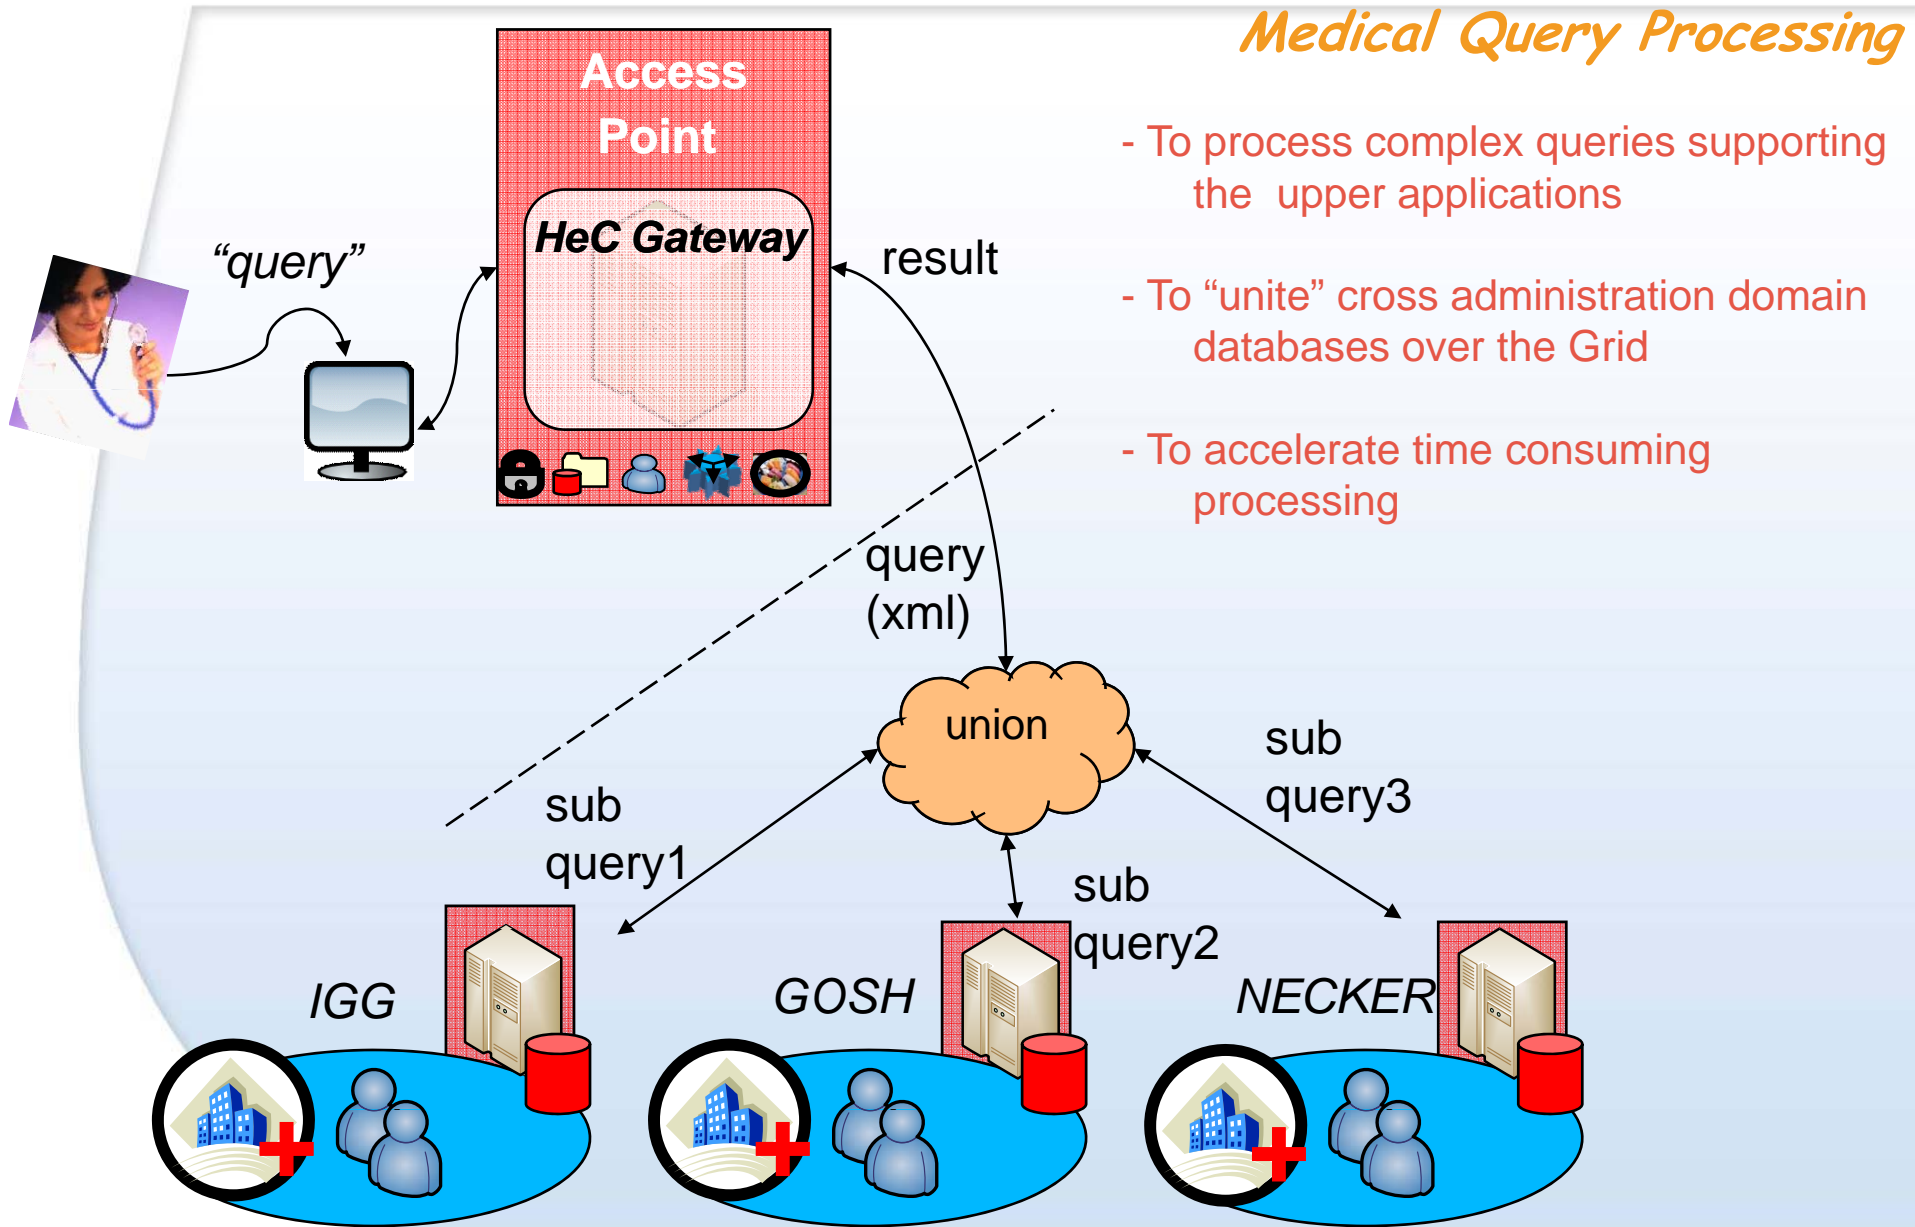 Medical Query Processing
Access
Point
HeC Gateway
“query”
result
- To process complex queries supporting
the upper applications
- To “unite” cross administration domain
databases over the Grid
- To accelerate time consuming
processing
query
(xml)
union
sub
query1
sub
query2
sub
query3
IGG
GOSH
NECKER